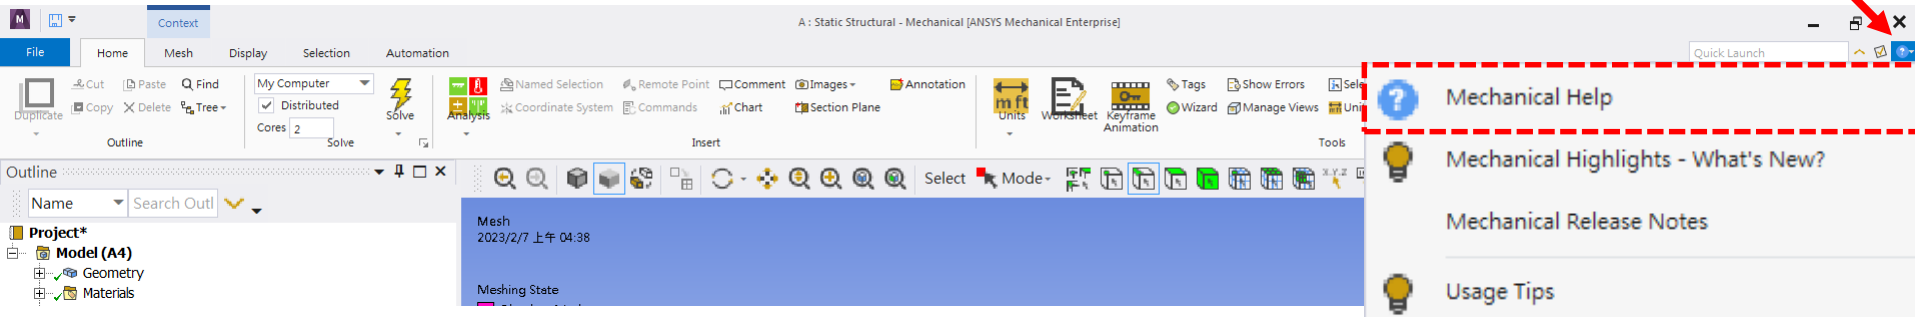 M
Context
A : Static Structural - Mechanical [ANSYS Mechanical Enterprise]
File Home Mesh Display Selection Automation Quick Launch
Duplicate Cut Paste Find
Copy Delete Tree
Outline
My Computer
Distributed
Cores 2
Solve
Solve
Analysis
Named Selection Remote Point Comment Images Annotation
Coordinate System Commands Chart Section Plane
Insert
m ft
Units Worksheet Keyframe Animation
Tags Show Errors Sele
Wizard Manage Views Uni
Tools
Mechanical Help
Mechanical Highlights - What's New?
Mechanical Release Notes
Usage Tips
Outline
Name Search Outl
Select Mode X.Y.Z
Project*
Model (A4)
Geometry
Materials
Mesh
2023/2/7 上午 04:38
Meshing State